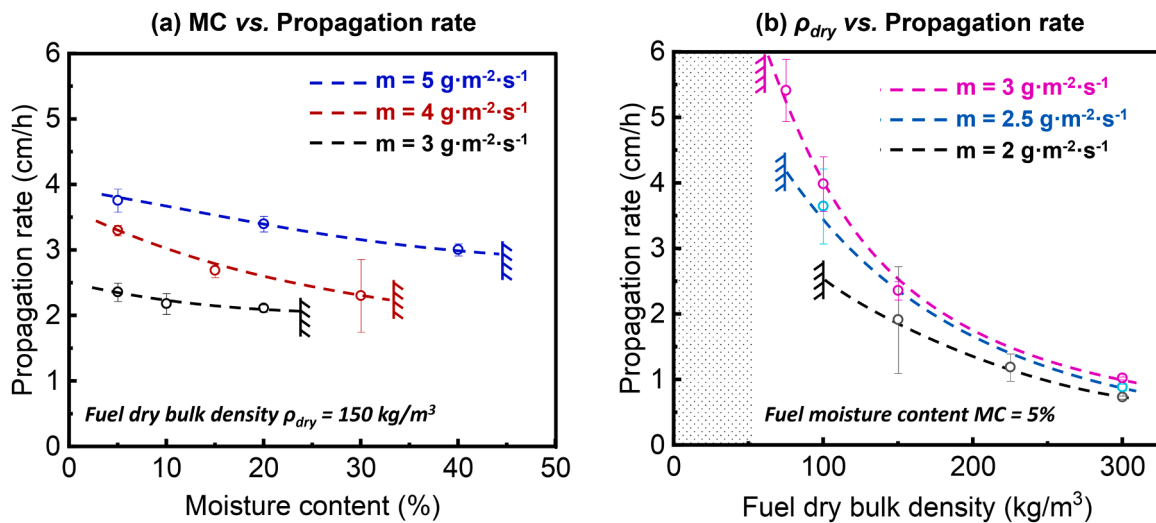 (a) MC vs. Propagation rate
Propagation rate (cm/h)
6
5
4
3
2
1
0
m = 5 g·m⁻²·s⁻¹
m = 4 g·m⁻²·s⁻¹
m = 3 g·m⁻²·s⁻¹
Fuel dry bulk density ρdry = 150 kg/m³
0 10 20 30 40 50
Moisture content (%)
(b) ρdry vs. Propagation rate
Propagation rate (cm/h)
6
5
4
3
2
1
0
m = 3 g·m⁻²·s⁻¹
m = 2.5 g·m⁻²·s⁻¹
m = 2 g·m⁻²·s⁻¹
Fuel moisture content MC = 5%
100 200 300
Fuel dry bulk density (kg/m³)